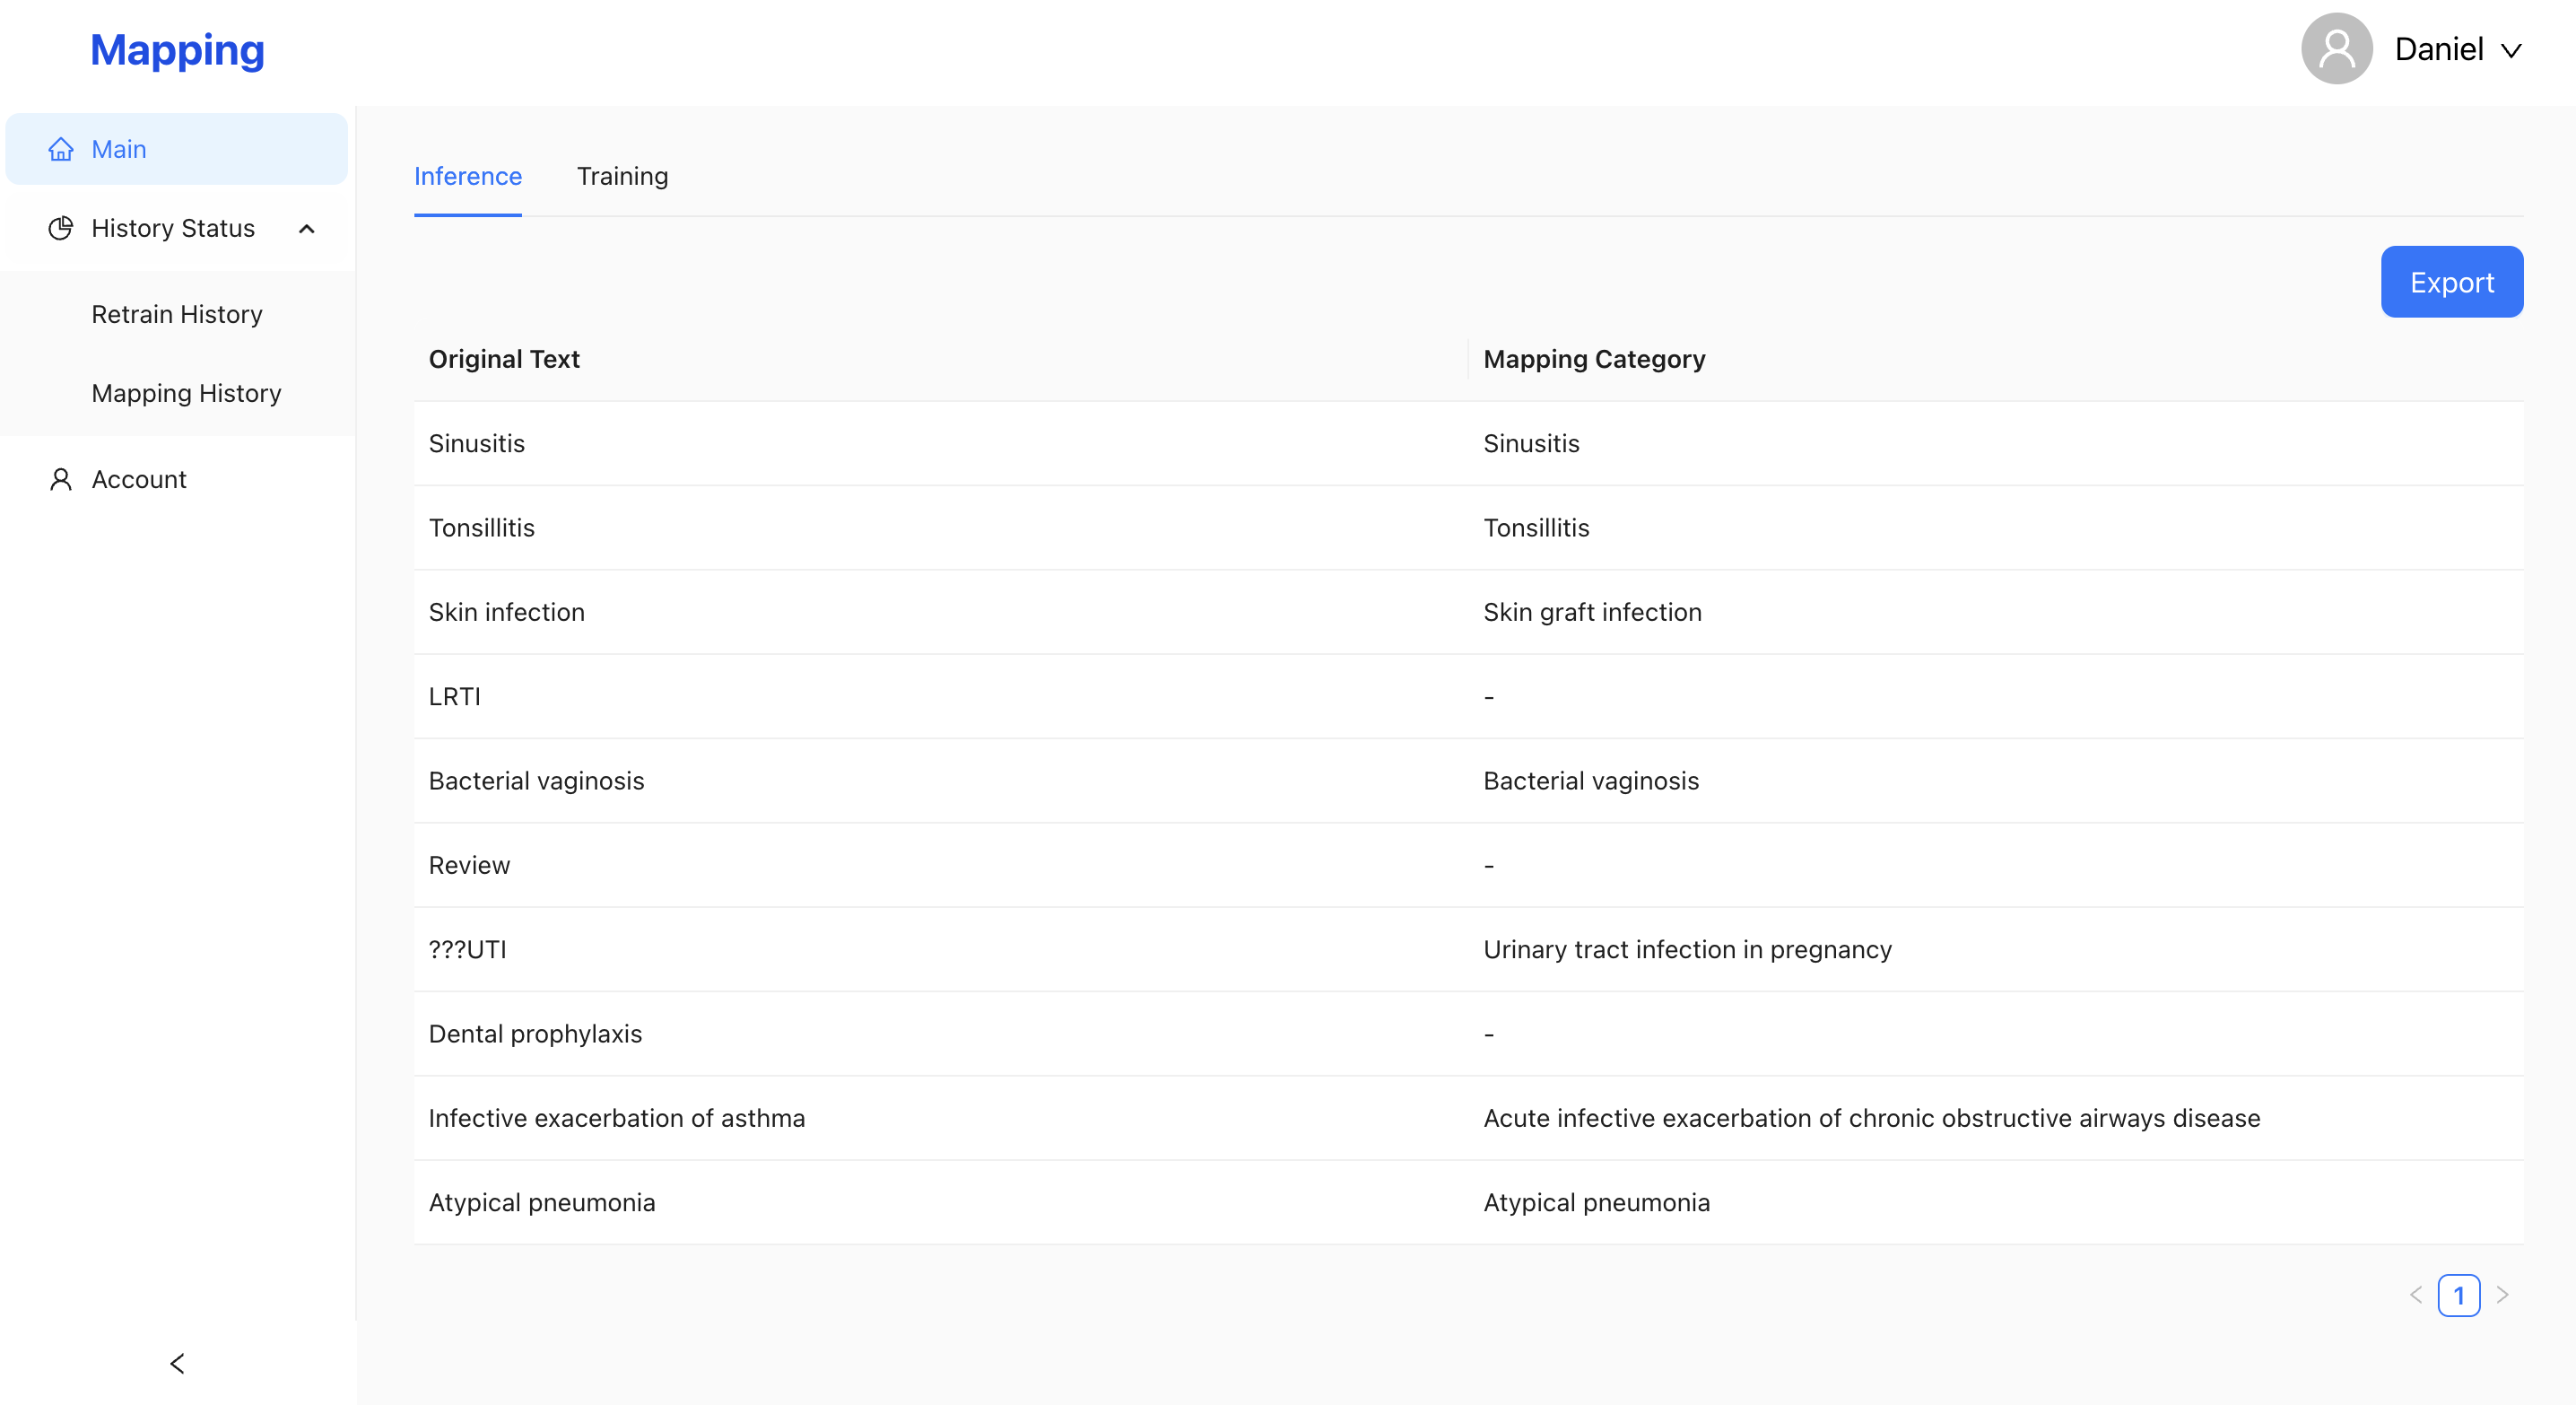 Mapping
Daniel
Main
History Status
Retrain History
Mapping History
Account
Inference Training
Export
Original Text Mapping Category
Sinusitis Sinusitis
Tonsillitis Tonsillitis
Skin infection Skin graft infection
LRTI -
Bacterial vaginosis Bacterial vaginosis
Review -
???UTI Urinary tract infection in pregnancy
Dental prophylaxis -
Infective exacerbation of asthma Acute infective exacerbation of chronic obstructive airways disease
Atypical pneumonia Atypical pneumonia
1